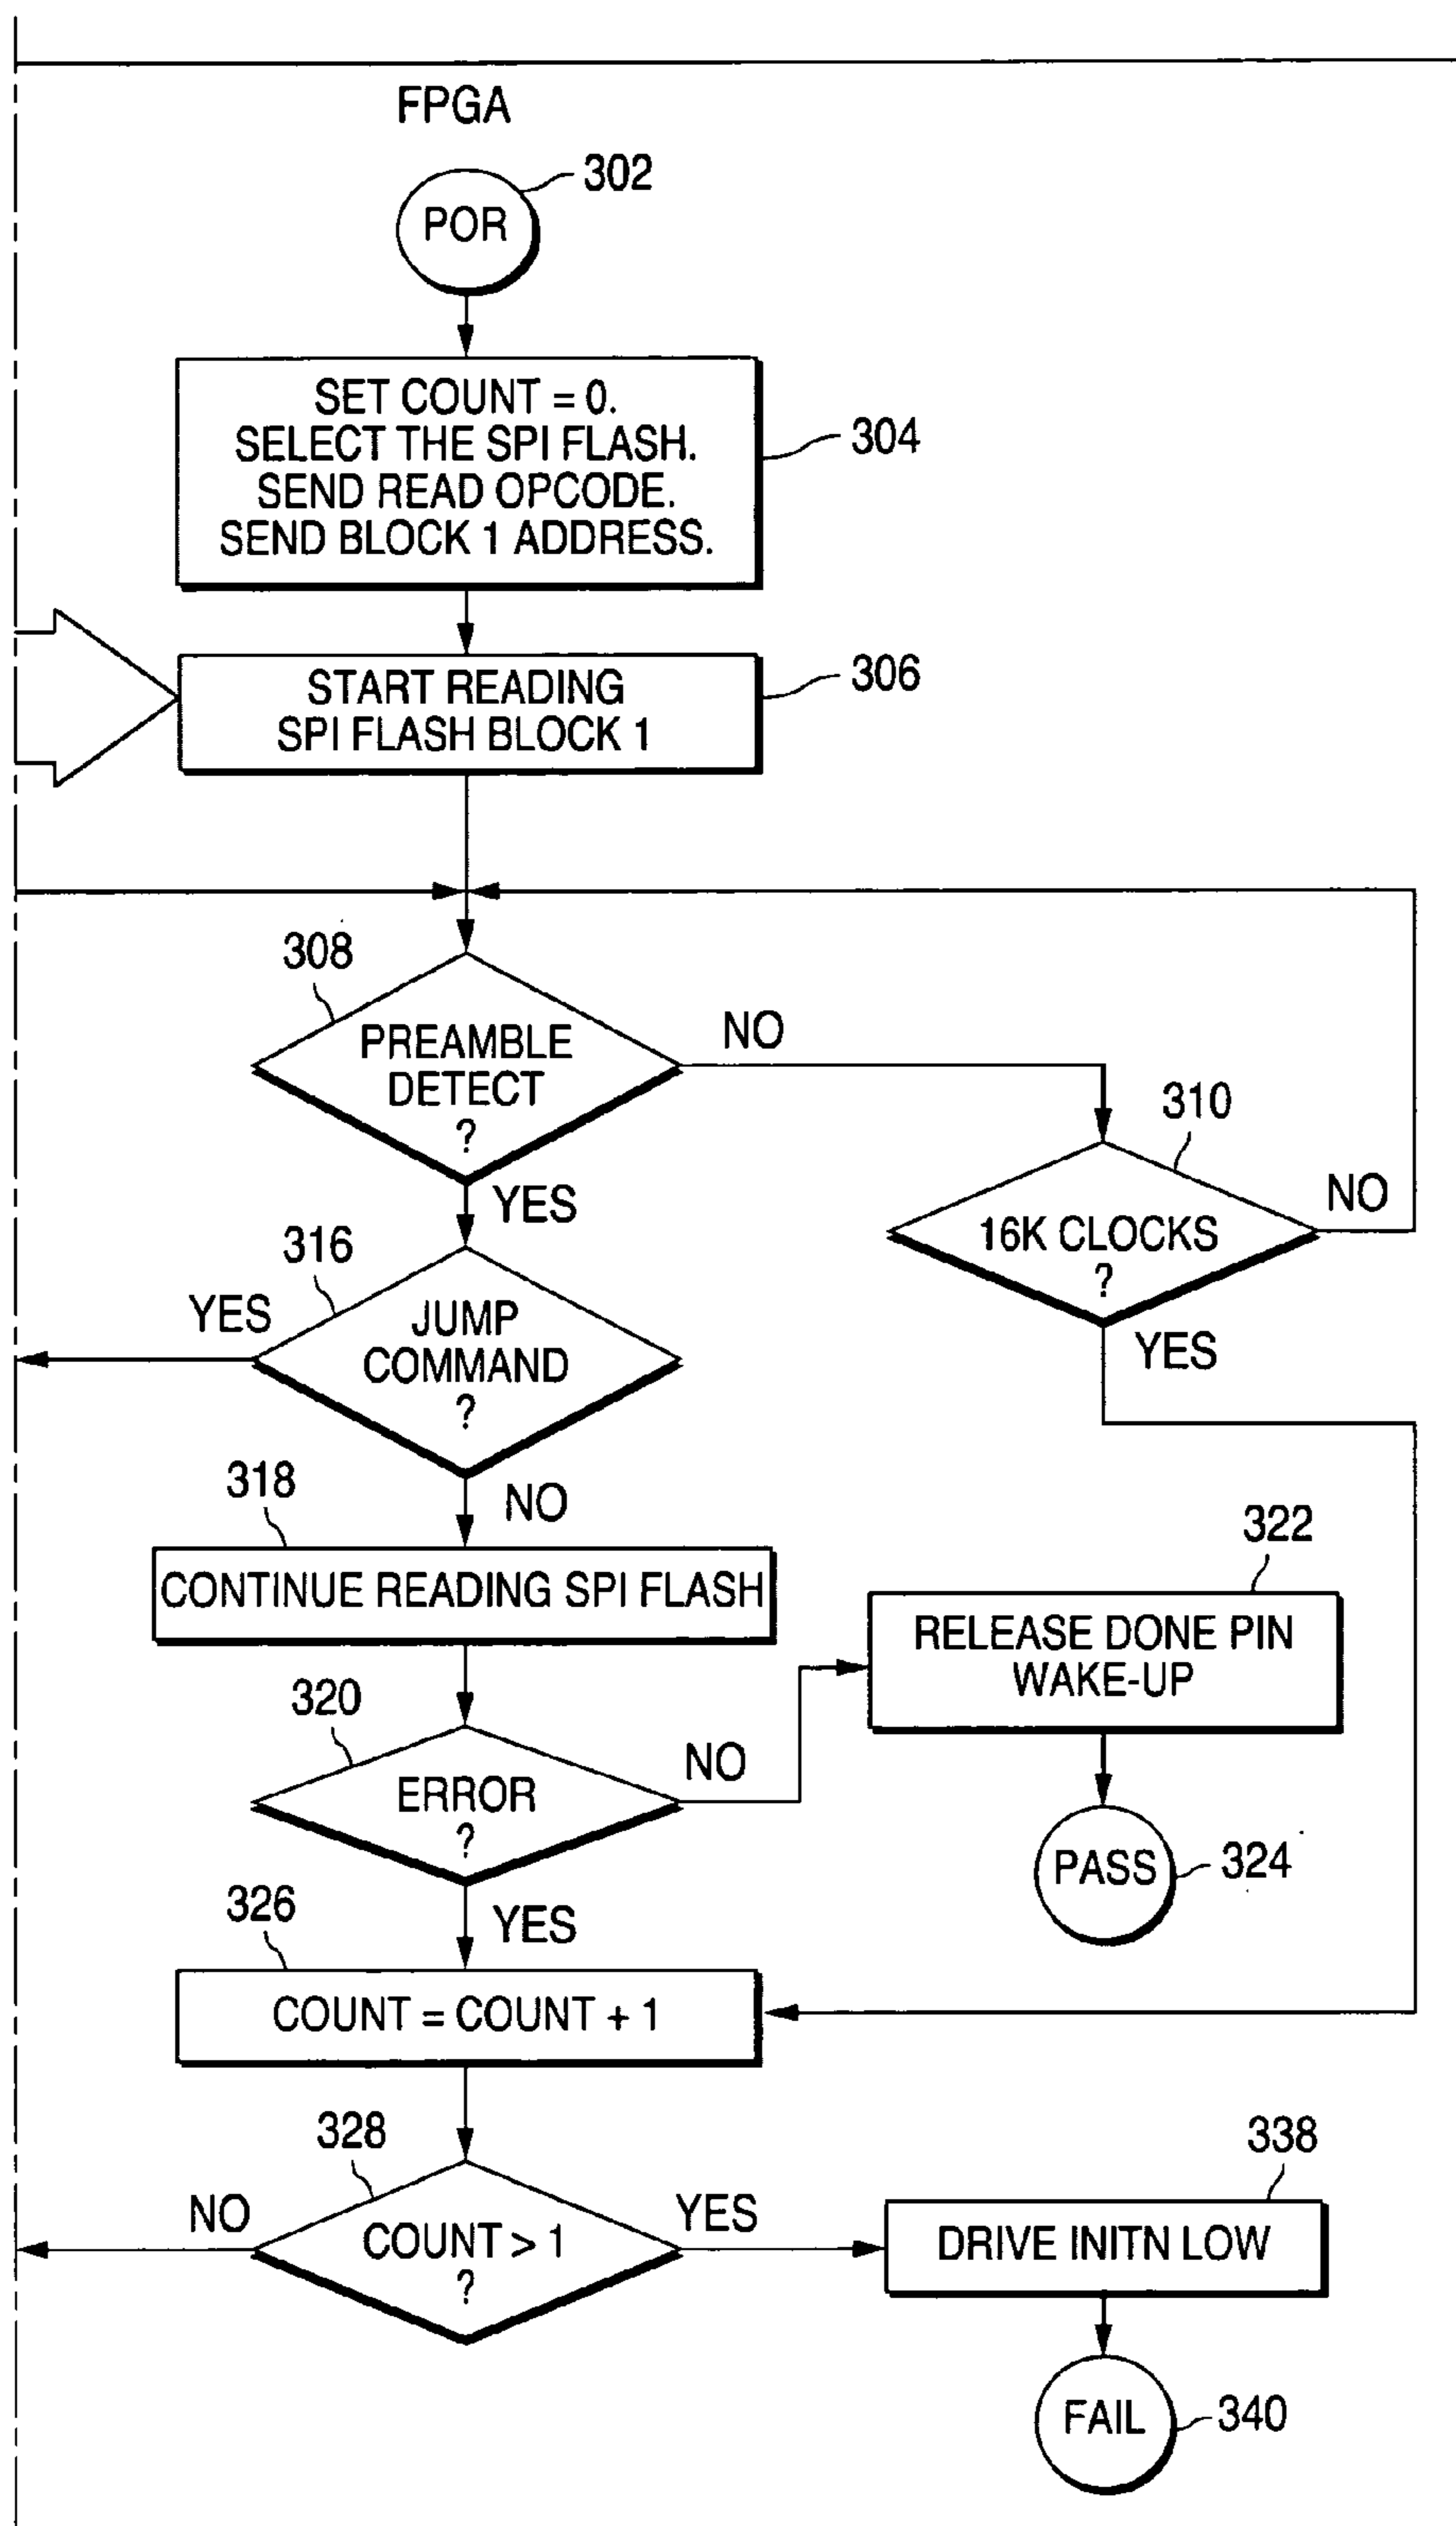 FPGA
302
POR
SET COUNT = 0.
SELECT THE SPI FLASH.
SEND READ OPCODE.
SEND BLOCK 1 ADDRESS.
304
START READING
SPI FLASH BLOCK 1
306
308
PREAMBLE
DETECT
?
NO
YES
310
16K CLOCKS
?
NO
YES
316
JUMP
COMMAND
?
YES
NO
318
CONTINUE READING SPI FLASH
320
ERROR
?
NO
YES
322
RELEASE DONE PIN
WAKE-UP
PASS
324
326
COUNT = COUNT + 1
328
COUNT > 1
?
NO
YES
338
DRIVE INITN LOW
FAIL
340